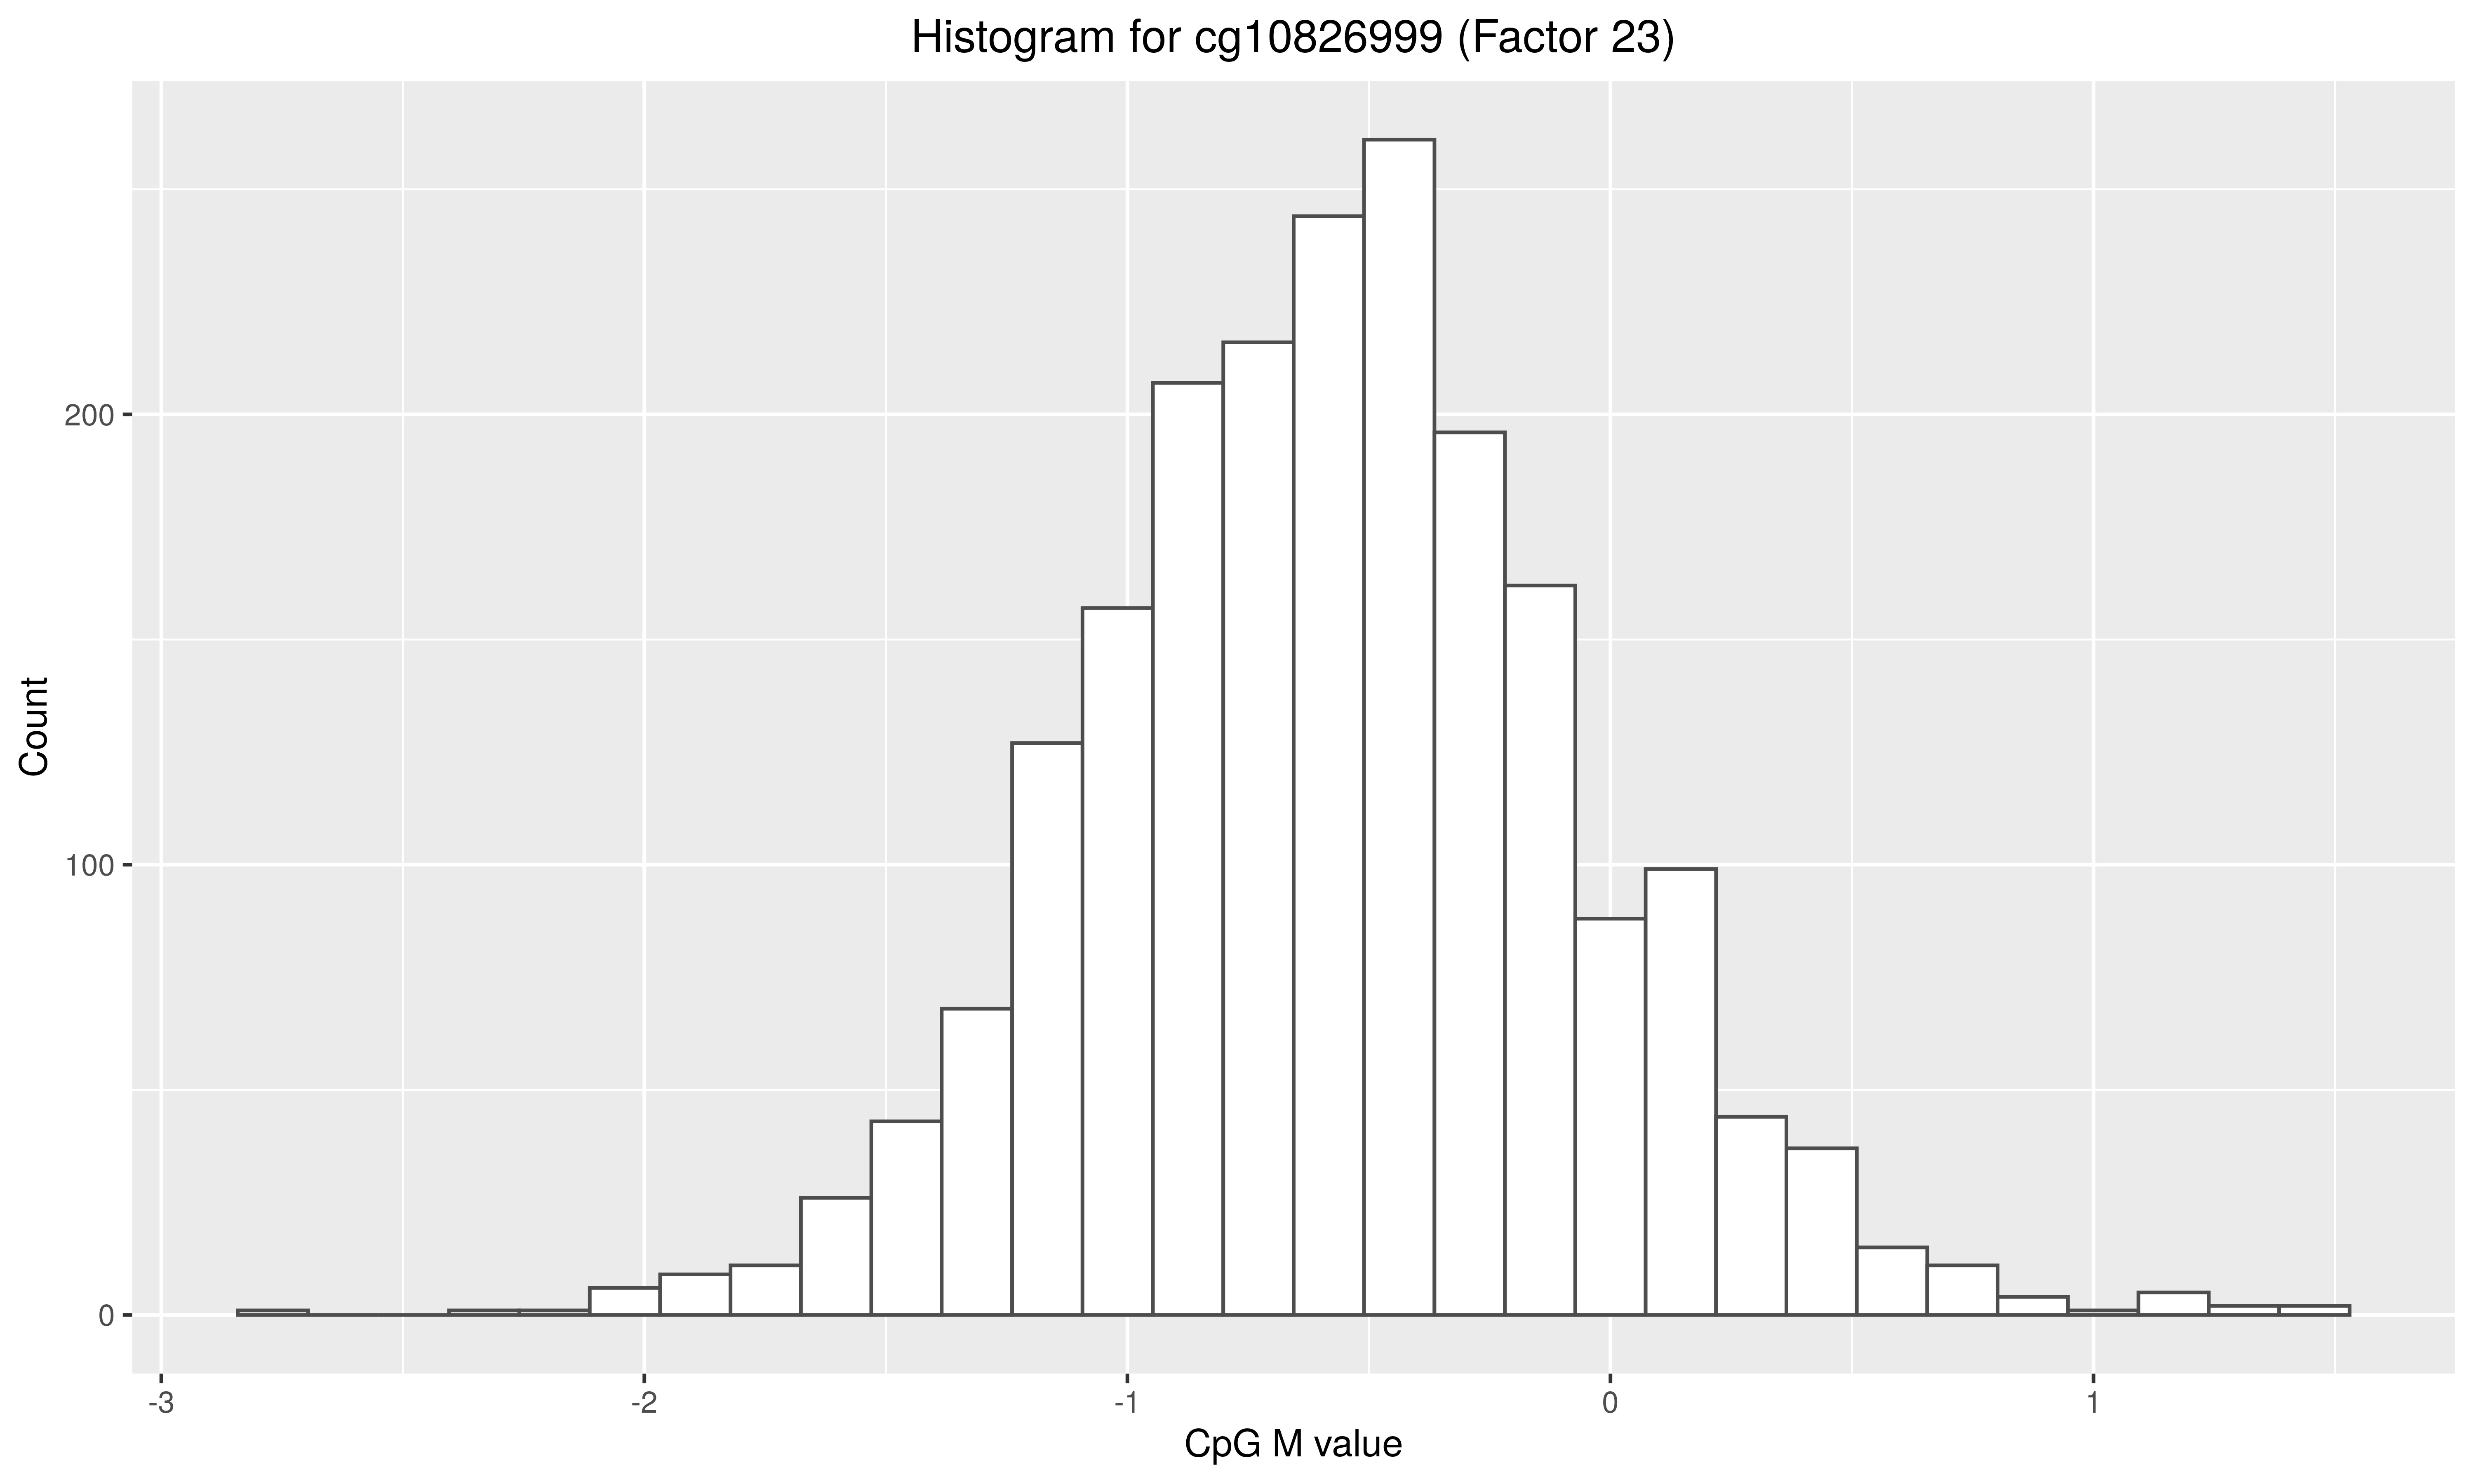 Histogram for cg10826999 (Factor 23)
Count
200
100
0
-3 -2 -1 0 1
CpG M value